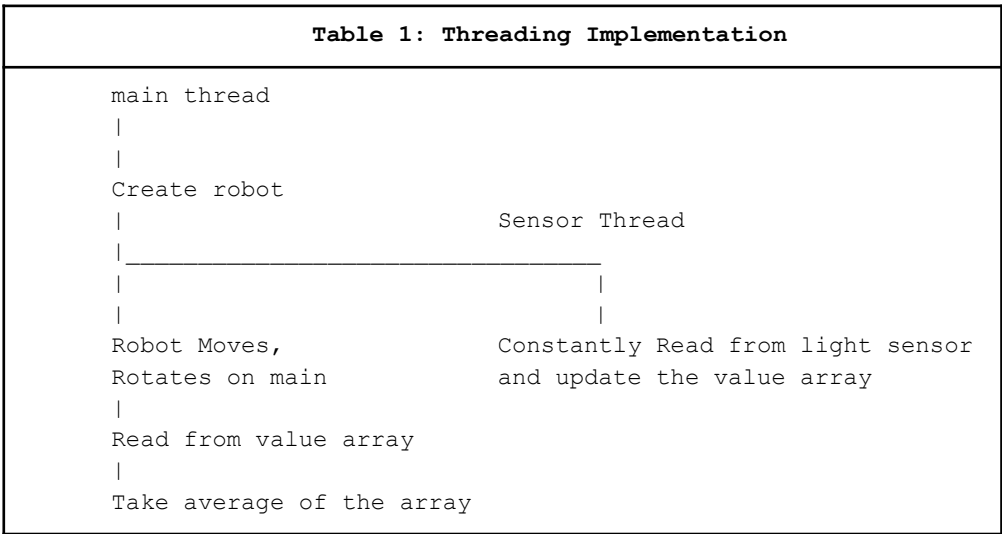 Table 1: Threading Implementation
main thread
|
|
Create robot
| Sensor Thread
|_________________________________
| |
| |
Robot Moves, Constantly Read from light sensor
Rotates on main and update the value array
|
Read from value array
|
Take average of the array